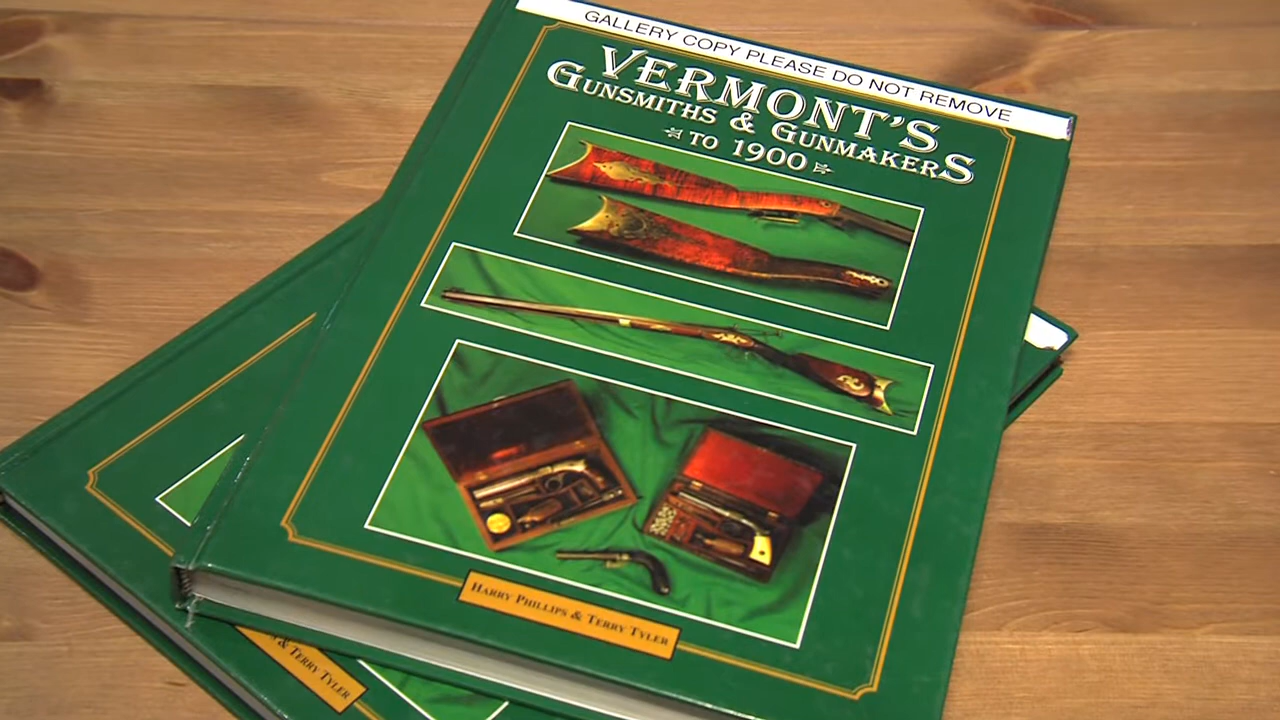 GALLERY COPY PLEASE DO NOT REMOVE
VERMONT'S
GUNSMITHS & GUNMAKERS
TO 1900
HARRY PHILLIPS & TERRY TYLER
& TERRY TYLER